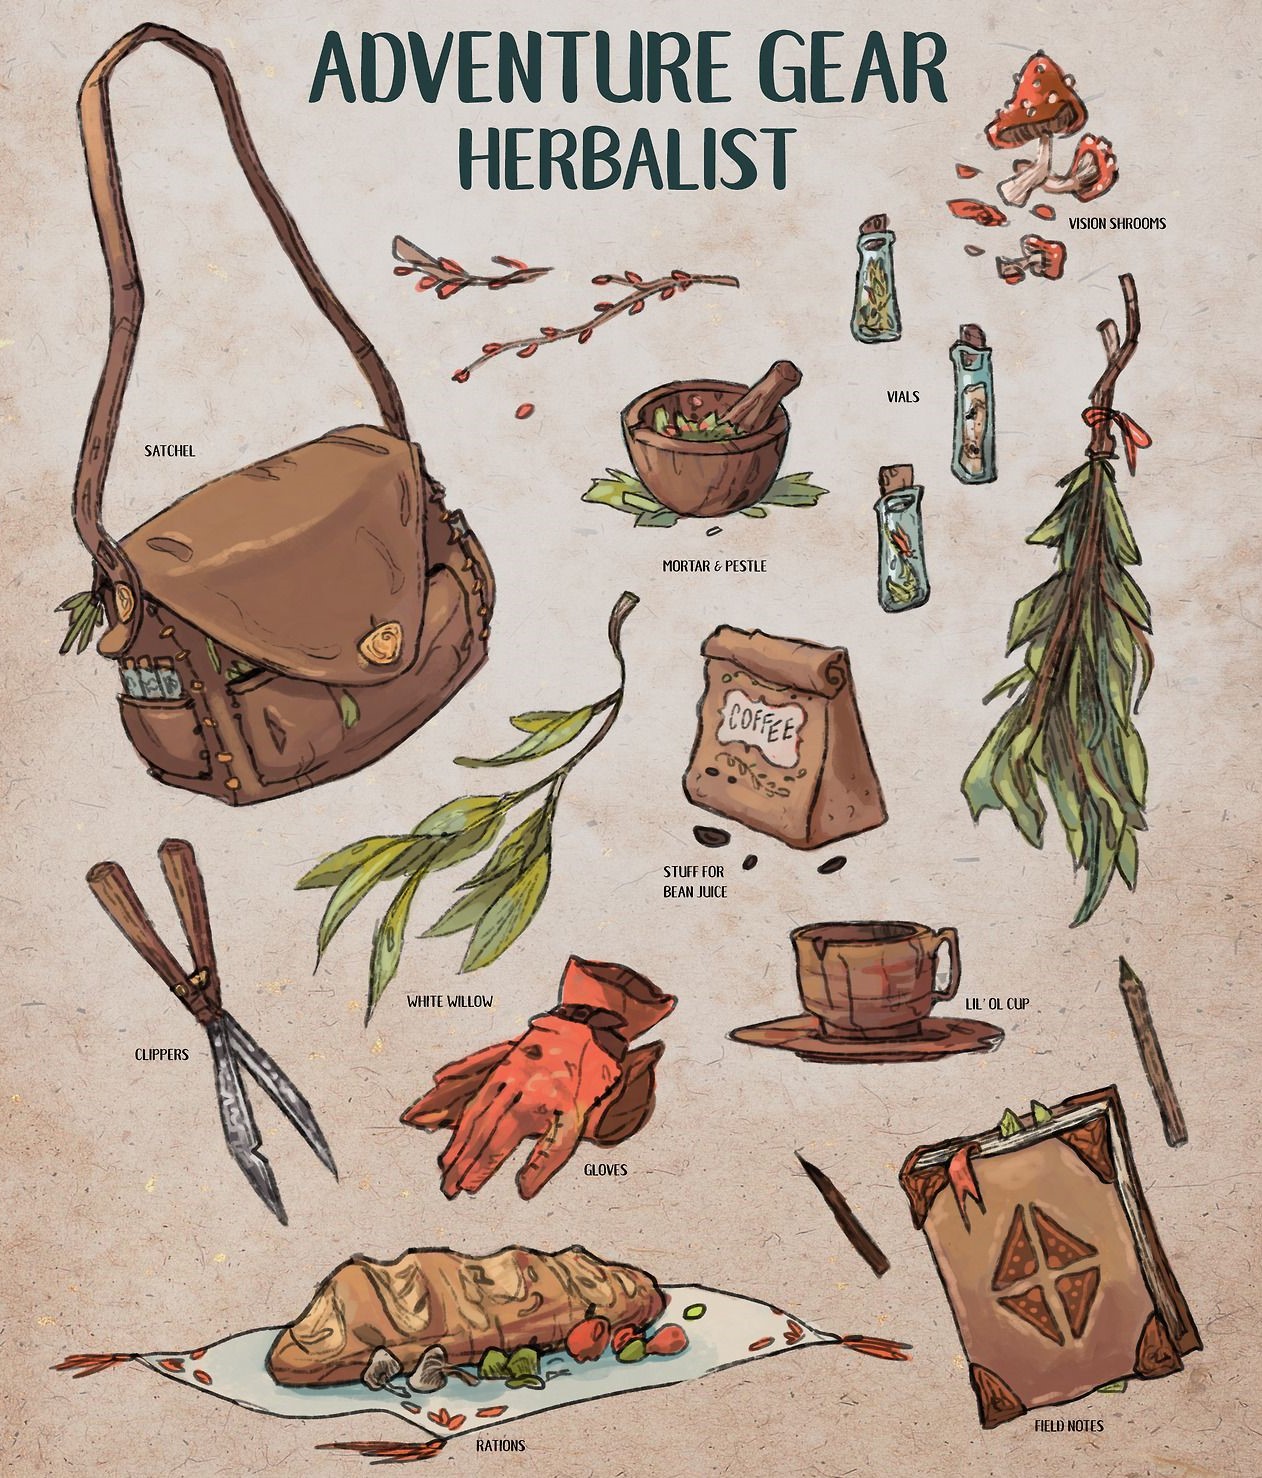 ADVENTURE GEAR
HERBALIST
VISION SHROOMS
VIALS
SATCHEL
MORTAR & PESTLE
COFFEE
STUFF FOR
BEAN JUICE
WHITE WILLOW
LIL' OL CUP
CLIPPERS
GLOVES
FIELD NOTES
RATIONS